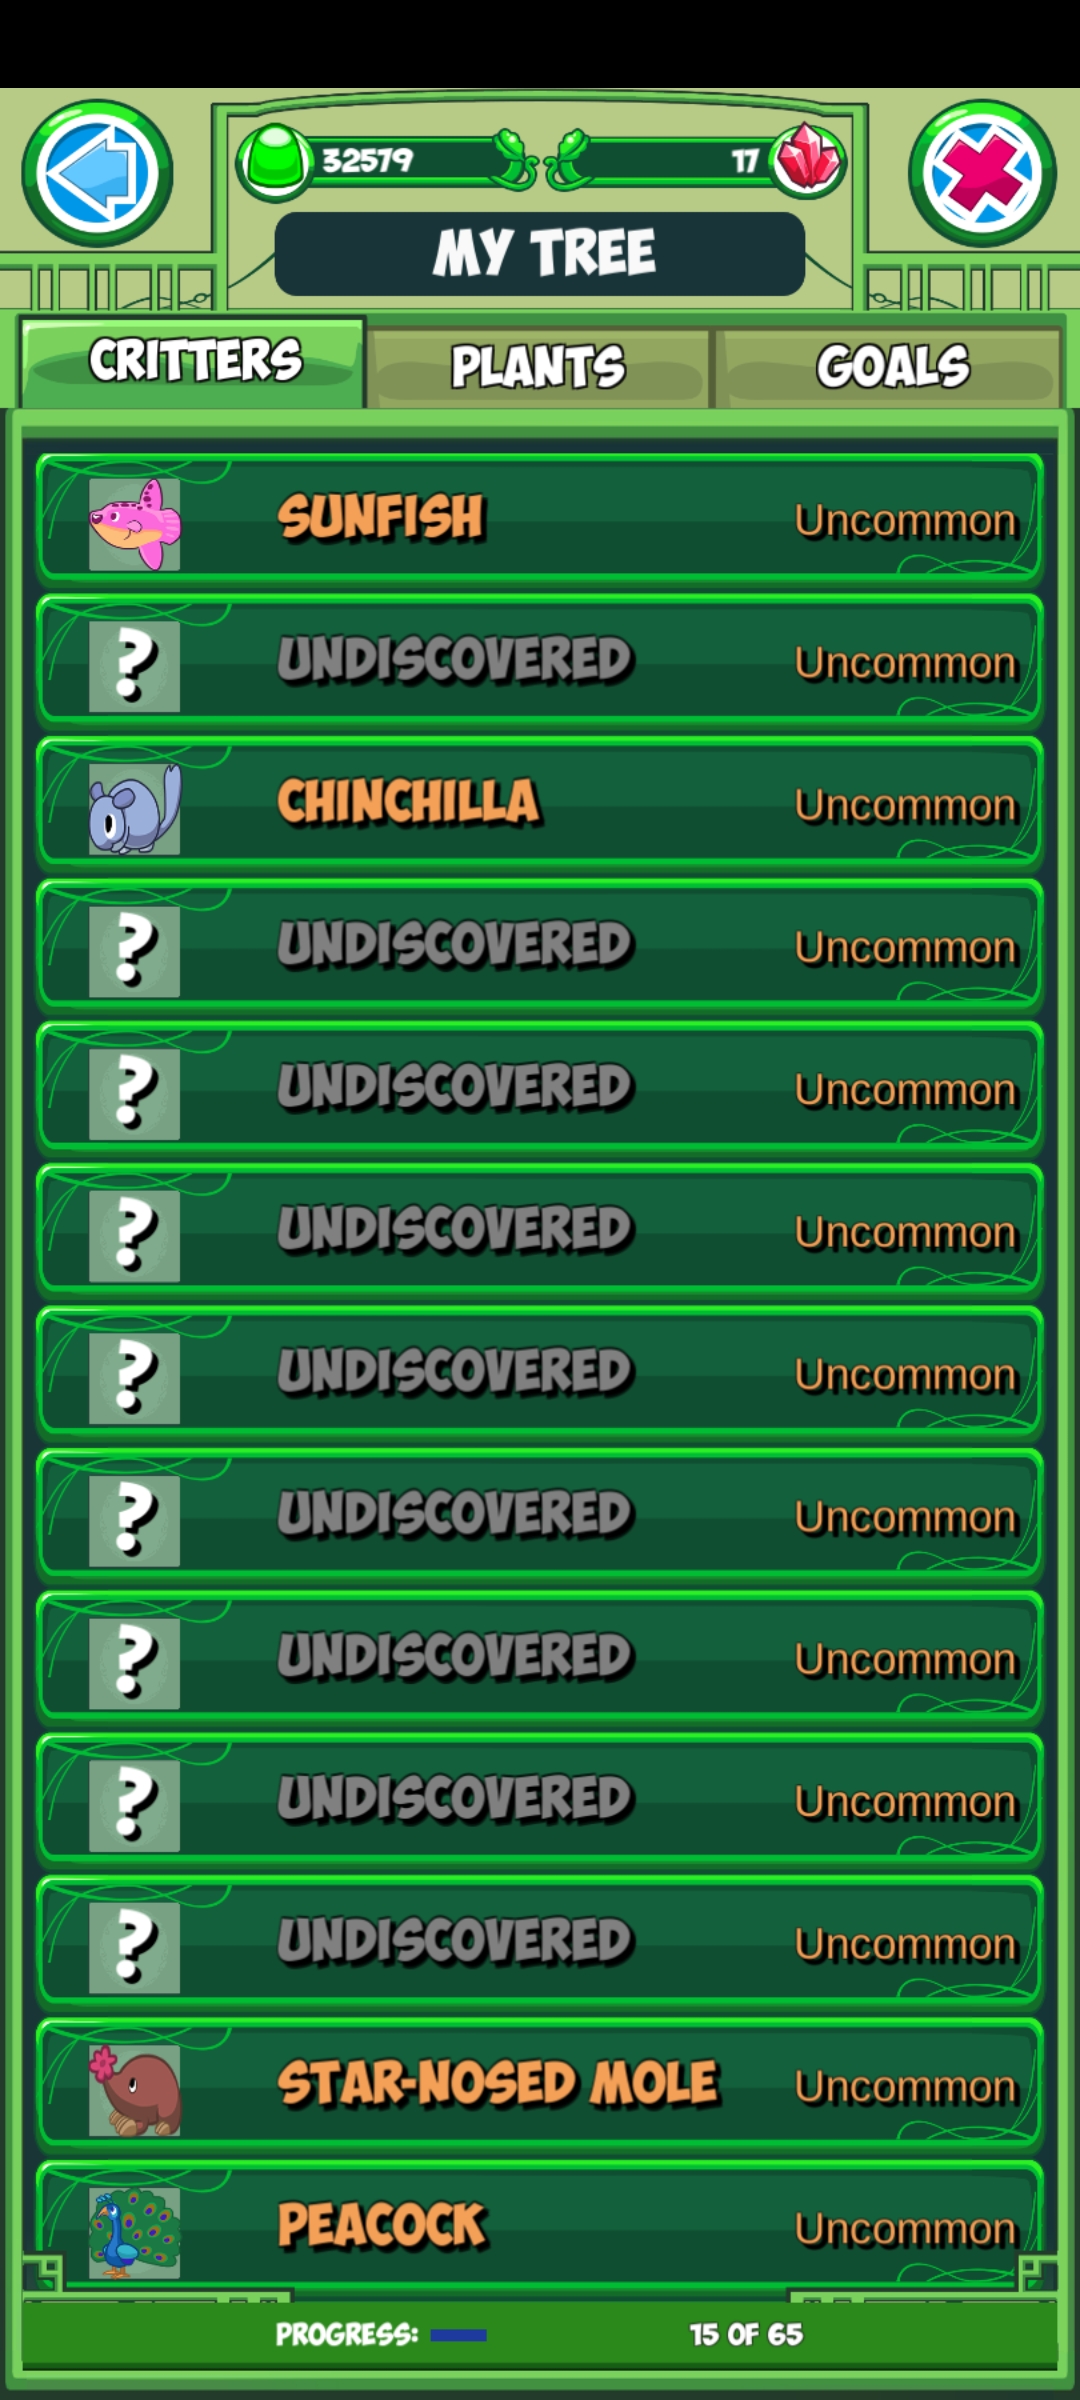 32579
17
MY TREE
CRITTERS PLANTS GOALS
SUNFISH Uncommon
? UNDISCOVERED Uncommon
CHINCHILLA Uncommon
? UNDISCOVERED Uncommon
? UNDISCOVERED Uncommon
? UNDISCOVERED Uncommon
? UNDISCOVERED Uncommon
? UNDISCOVERED Uncommon
? UNDISCOVERED Uncommon
? UNDISCOVERED Uncommon
? UNDISCOVERED Uncommon
STAR-NOSED MOLE Uncommon
PEACOCK Uncommon
PROGRESS: 15 OF 65